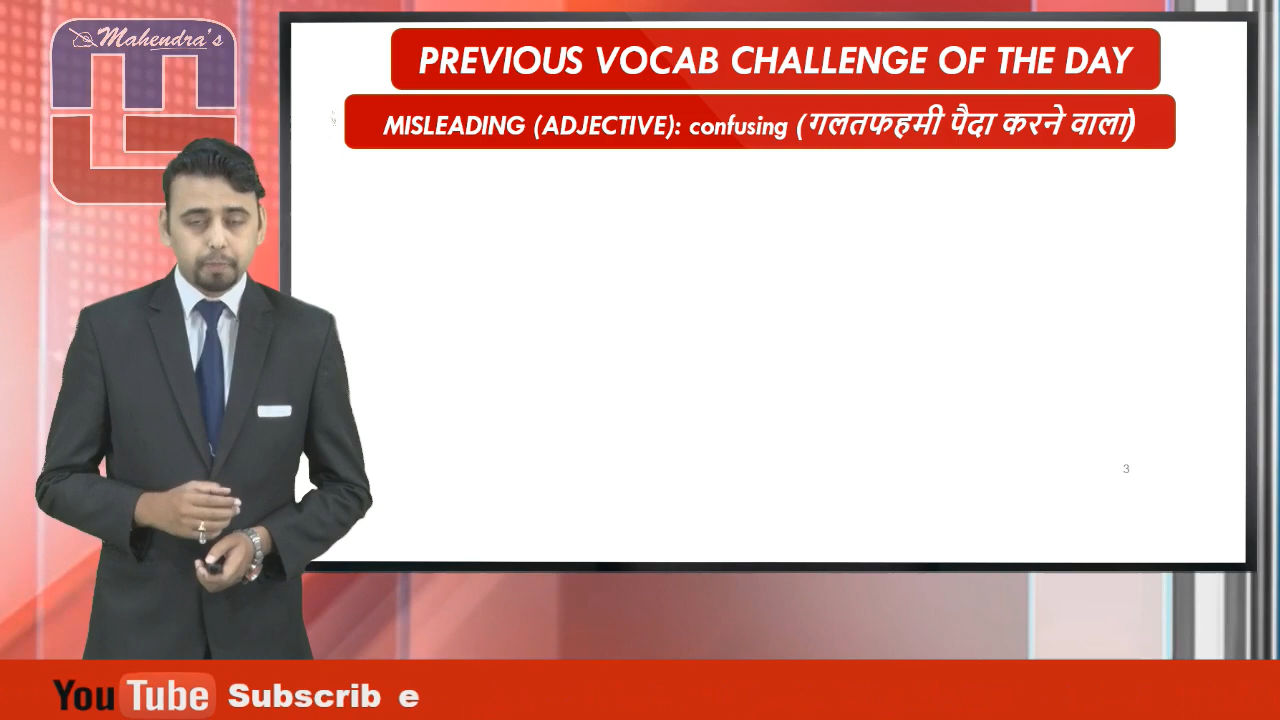 Mahendra's
PREVIOUS VOCAB CHALLENGE OF THE DAY
MISLEADING (ADJECTIVE): confusing (गलतफहमी पैदा करने वाला)
3
YouTube Subscrib e